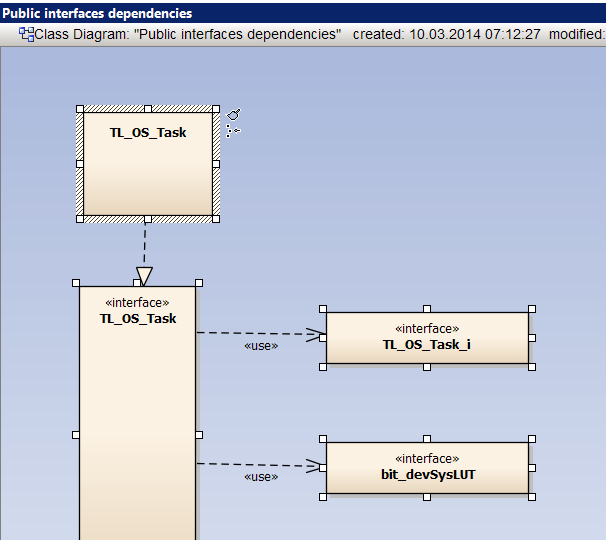 Public interfaces dependencies
Class Diagram: "Public interfaces dependencies" created: 10.03.2014 07:12:27 modified:
TL_OS_Task
«interface»
TL_OS_Task
«use»
«interface»
TL_OS_Task_i
«use»
«interface»
bit_devSysLUT